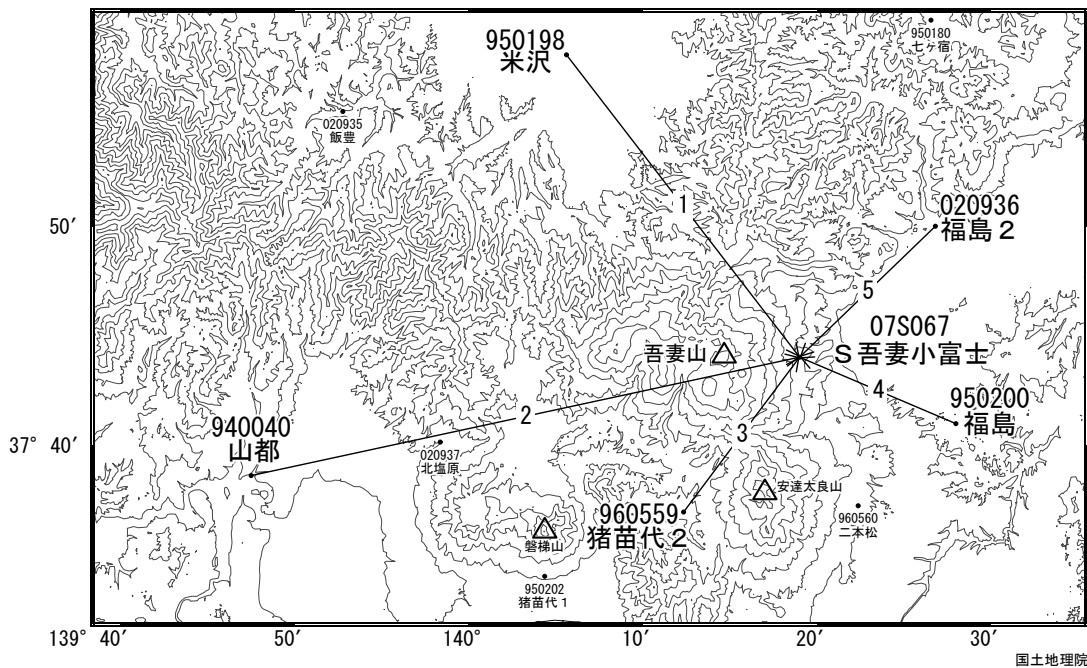 950180
七ヶ宿
950198
米沢
020935
飯豊
1
020936
福島２
50'
5
07S067
Ｓ吾妻小富士
吾妻山
4
950200
福島
2
940040
山都
37° 40'
3
020937
北塩原
安達太良山
960559
猪苗代２
960560
二本松
磐梯山
950202
猪苗代１
139° 40'
50'
140°
10'
20'
30'
国土地理院